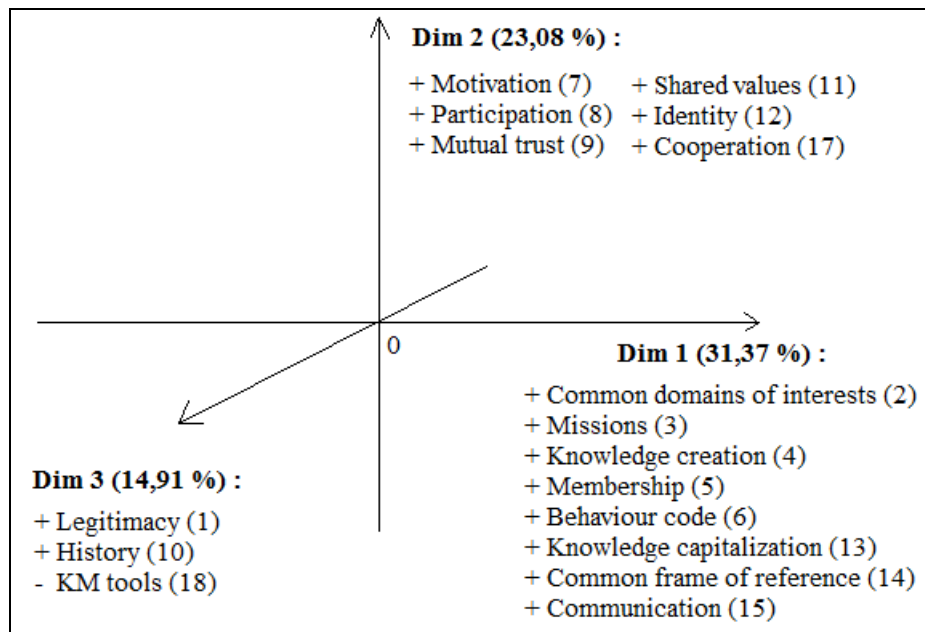 Dim 2 (23,08 %) :
+ Motivation (7) + Shared values (11)
+ Participation (8) + Identity (12)
+ Mutual trust (9) + Cooperation (17)
0
Dim 1 (31,37 %) :
+ Common domains of interests (2)
+ Missions (3)
+ Knowledge creation (4)
+ Membership (5)
+ Behaviour code (6)
+ Knowledge capitalization (13)
+ Common frame of reference (14)
+ Communication (15)
Dim 3 (14,91 %) :
+ Legitimacy (1)
+ History (10)
- KM tools (18)